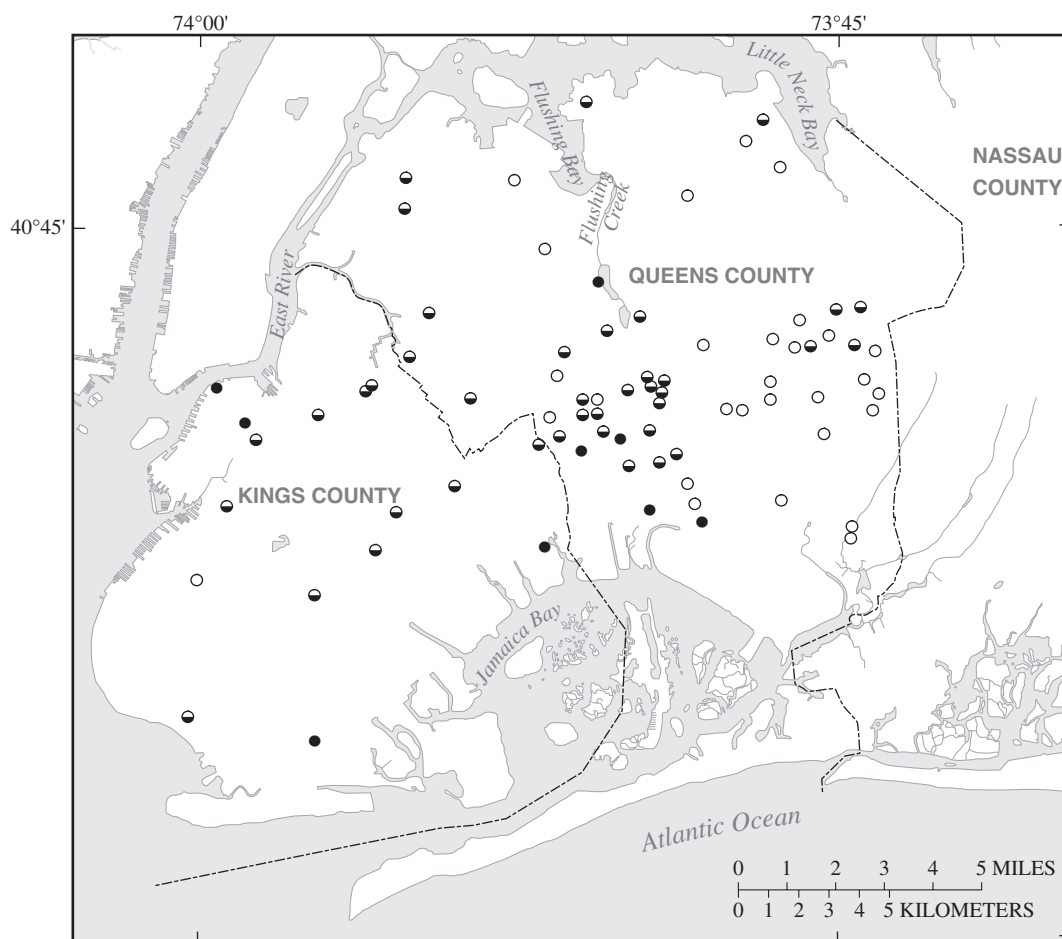 74°00' 73°45'
Little Neck Bay
Flushing Bay
NASSAU
COUNTY
Flushing
Creek
40°45'
East River
QUEENS COUNTY
KINGS COUNTY
Jamaica Bay
Atlantic Ocean
0 1 2 3 4 5 MILES
0 1 2 3 4 5 KILOMETERS